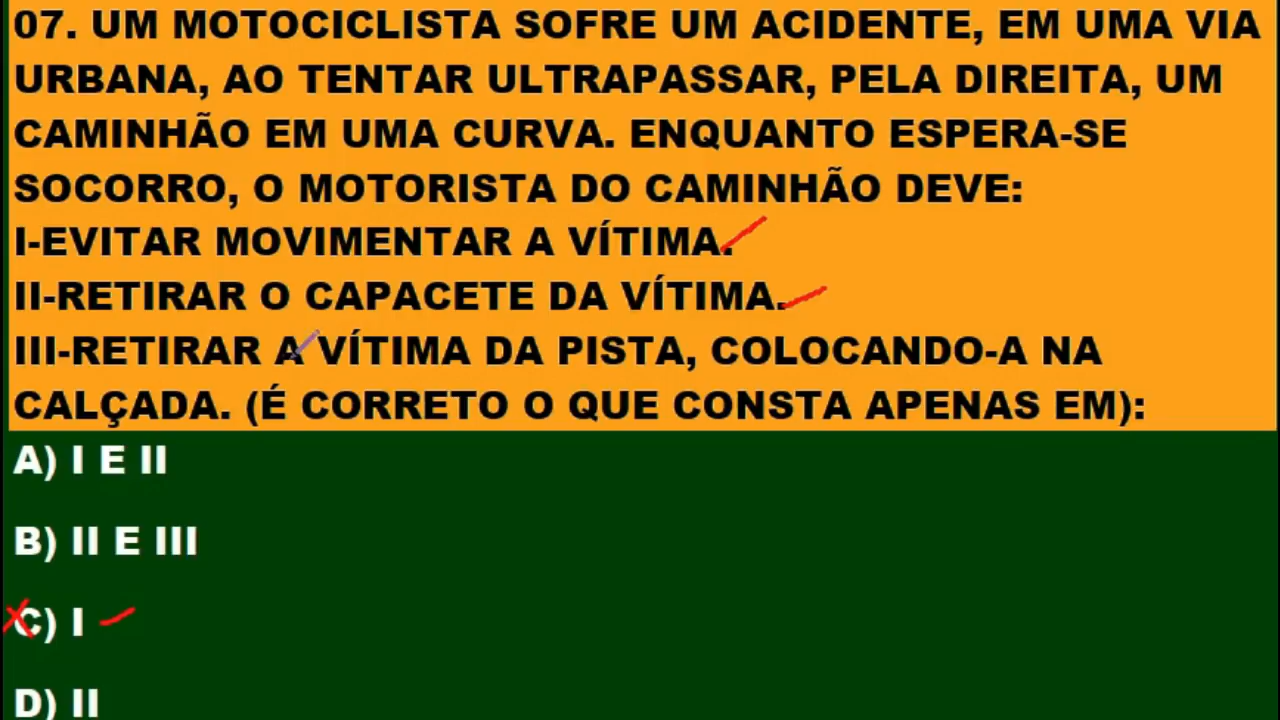 07. UM MOTOCICLISTA SOFRE UM ACIDENTE, EM UMA VIA
URBANA, AO TENTAR ULTRAPASSAR, PELA DIREITA, UM
CAMINHÃO EM UMA CURVA. ENQUANTO ESPERA-SE
SOCORRO, O MOTORISTA DO CAMINHÃO DEVE:
I-EVITAR MOVIMENTAR A VÍTIMA.
II-RETIRAR O CAPACETE DA VÍTIMA.
III-RETIRAR A VÍTIMA DA PISTA, COLOCANDO-A NA
CALÇADA. (É CORRETO O QUE CONSTA APENAS EM):
A) I E II
B) II E III
C) I
D) II